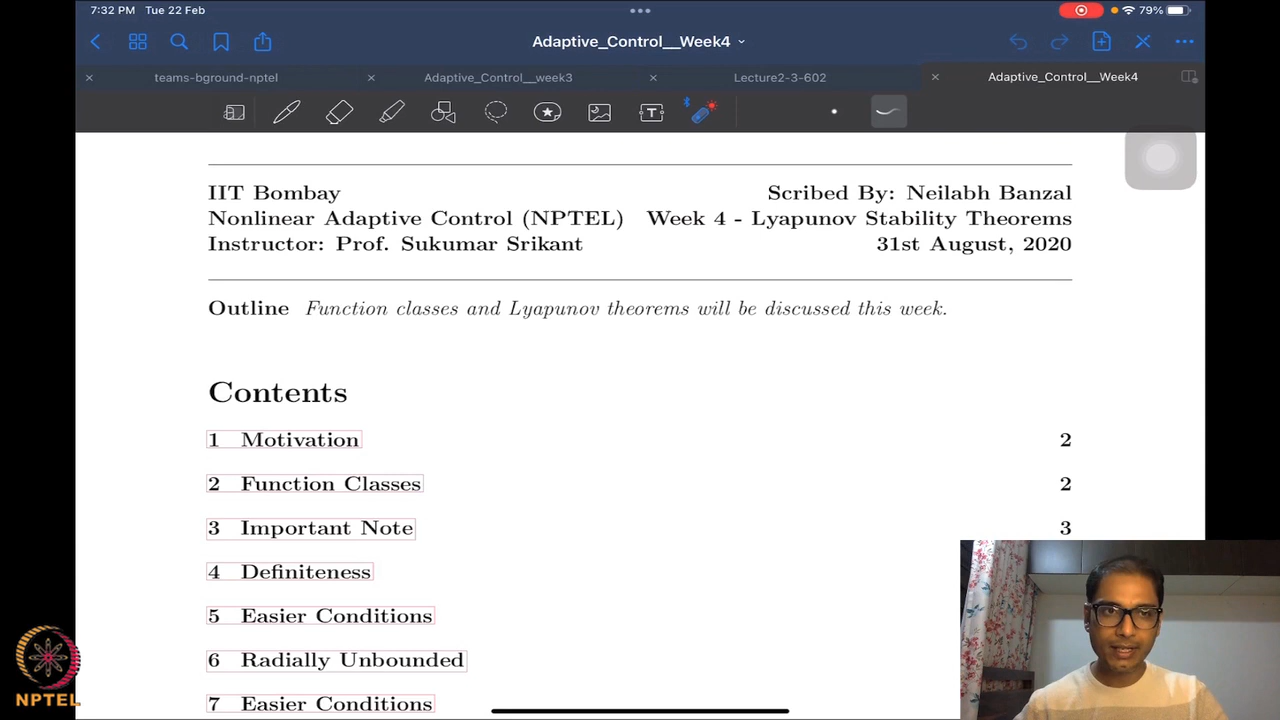 7:32 PM Tue 22 Feb
79%
Adaptive_Control__Week4
teams-bground-nptel
Adaptive_Control__week3
Lecture2-3-602
Adaptive_Control__Week4
IIT Bombay
Scribed By: Neilabh Banzal
Nonlinear Adaptive Control (NPTEL)
Week 4 - Lyapunov Stability Theorems
Instructor: Prof. Sukumar Srikant
31st August, 2020
Outline Function classes and Lyapunov theorems will be discussed this week.
Contents
1 Motivation 2
2 Function Classes 2
3 Important Note 3
4 Definiteness
5 Easier Conditions
6 Radially Unbounded
7 Easier Conditions
NPTEL